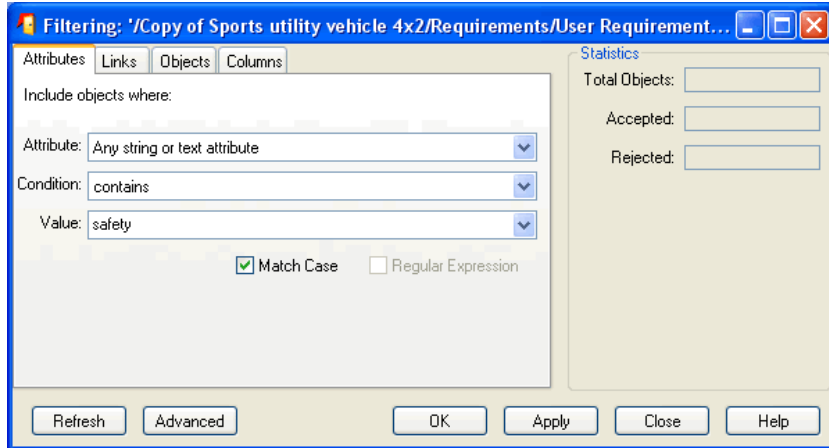 Filtering: '/Copy of Sports utility vehicle 4x2/Requirements/User Requirement...
Attributes Links Objects Columns
Include objects where:
Attribute: Any string or text attribute
Condition: contains
Value: safety
Match Case Regular Expression
Statistics
Total Objects:
Accepted:
Rejected:
Refresh Advanced OK Apply Close Help